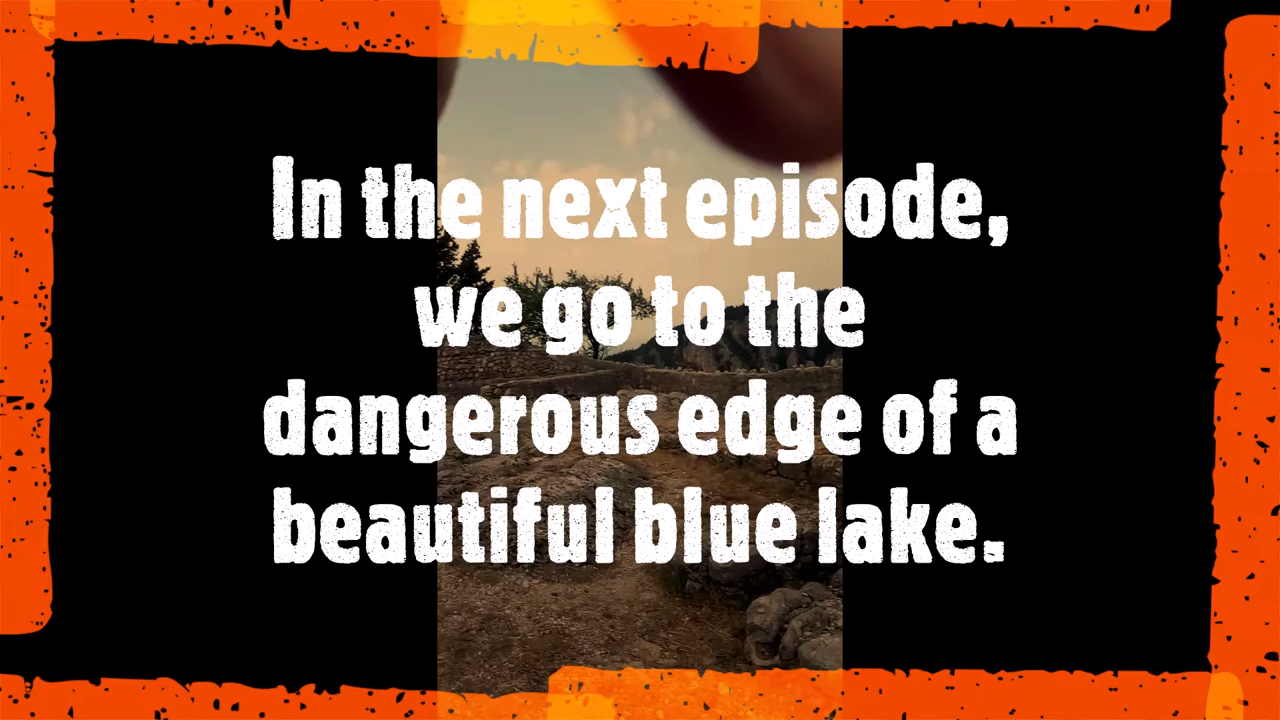 In the next episode,
we go to the
dangerous edge of a
beautiful blue lake.